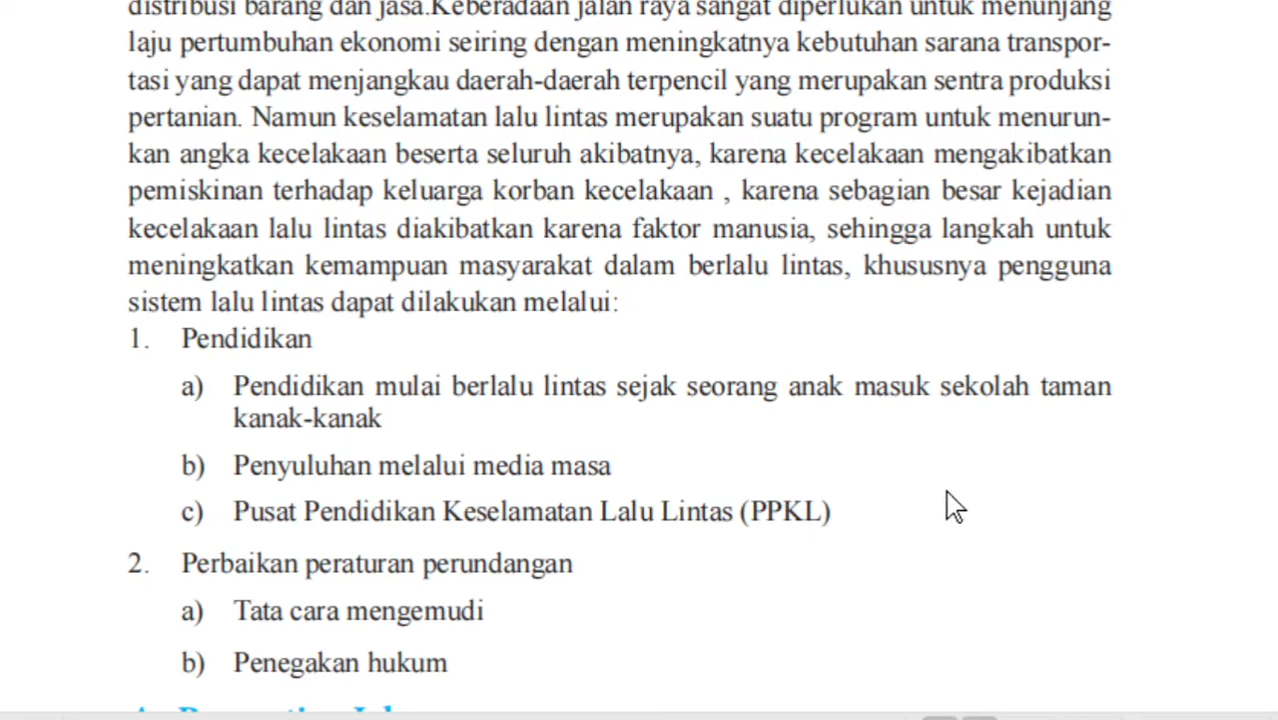 distribusi barang dan jasa.Keberadaan jalan raya sangat diperlukan untuk menunjang
laju pertumbuhan ekonomi seiring dengan meningkatnya kebutuhan sarana transpor-
tasi yang dapat menjangkau daerah-daerah terpencil yang merupakan sentra produksi
pertanian. Namun keselamatan lalu lintas merupakan suatu program untuk menurun-
kan angka kecelakaan beserta seluruh akibatnya, karena kecelakaan mengakibatkan
pemiskinan terhadap keluarga korban kecelakaan , karena sebagian besar kejadian
kecelakaan lalu lintas diakibatkan karena faktor manusia, sehingga langkah untuk
meningkatkan kemampuan masyarakat dalam berlalu lintas, khususnya pengguna
sistem lalu lintas dapat dilakukan melalui:
1. Pendidikan
a) Pendidikan mulai berlalu lintas sejak seorang anak masuk sekolah taman
kanak-kanak
b) Penyuluhan melalui media masa
c) Pusat Pendidikan Keselamatan Lalu Lintas (PPKL)
2. Perbaikan peraturan perundangan
a) Tata cara mengemudi
b) Penegakan hukum